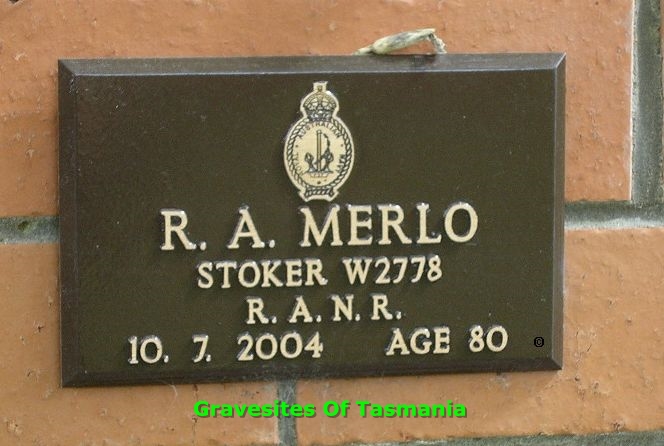 R. A. MERLO
STOKER W2778
R. A. N. R.
10. 7. 2004 AGE 80
©
Gravesites Of Tasmania